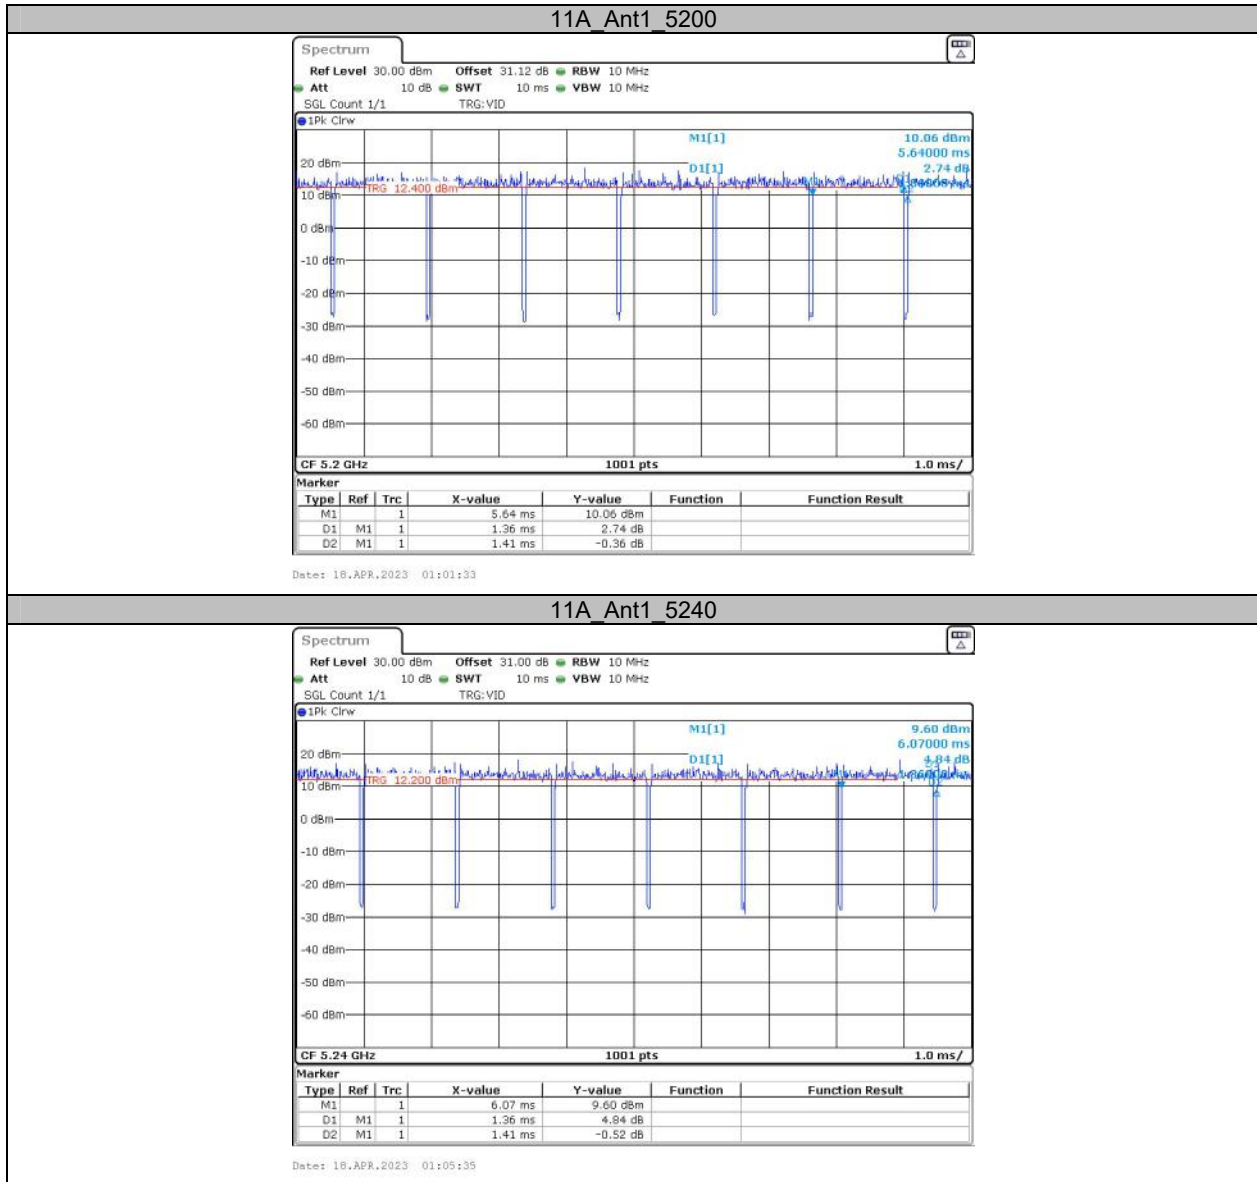 11A_Ant1_5200
Spectrum
Ref Level 30.00 dBm Offset 31.12 dB RBW 10 MHz
Att 10 dB SWT 10 ms VBW 10 MHz
SGL Count 1/1 TRG:VID
1Pk Clrw
M1[1] 10.06 dBm
5.64000 ms
20 dBm D1[1] 2.74 dB
TRG 12.400 dBm
10 dBm
0 dBm
-10 dBm
-20 dBm
-30 dBm
-40 dBm
-50 dBm
-60 dBm
CF 5.2 GHz 1001 pts 1.0 ms/
Marker
Type Ref Trc X-value Y-value Function Function Result
M1 1 5.64 ms 10.06 dBm
D1 M1 1 1.36 ms 2.74 dB
D2 M1 1 1.41 ms -0.36 dB
Date: 18.APR.2023 01:01:33
11A_Ant1_5240
Spectrum
Ref Level 30.00 dBm Offset 31.00 dB RBW 10 MHz
Att 10 dB SWT 10 ms VBW 10 MHz
SGL Count 1/1 TRG:VID
1Pk Clrw
M1[1] 9.60 dBm
6.07000 ms
20 dBm D1[1] 4.84 dB
TRG 12.200 dBm
10 dBm
0 dBm
-10 dBm
-20 dBm
-30 dBm
-40 dBm
-50 dBm
-60 dBm
CF 5.24 GHz 1001 pts 1.0 ms/
Marker
Type Ref Trc X-value Y-value Function Function Result
M1 1 6.07 ms 9.60 dBm
D1 M1 1 1.36 ms 4.84 dB
D2 M1 1 1.41 ms -0.52 dB
Date: 18.APR.2023 01:05:35